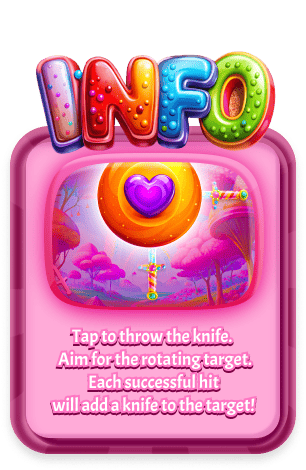 INFO
Tap to throw the knife.
Aim for the rotating target.
Each successful hit
will add a knife to the target!